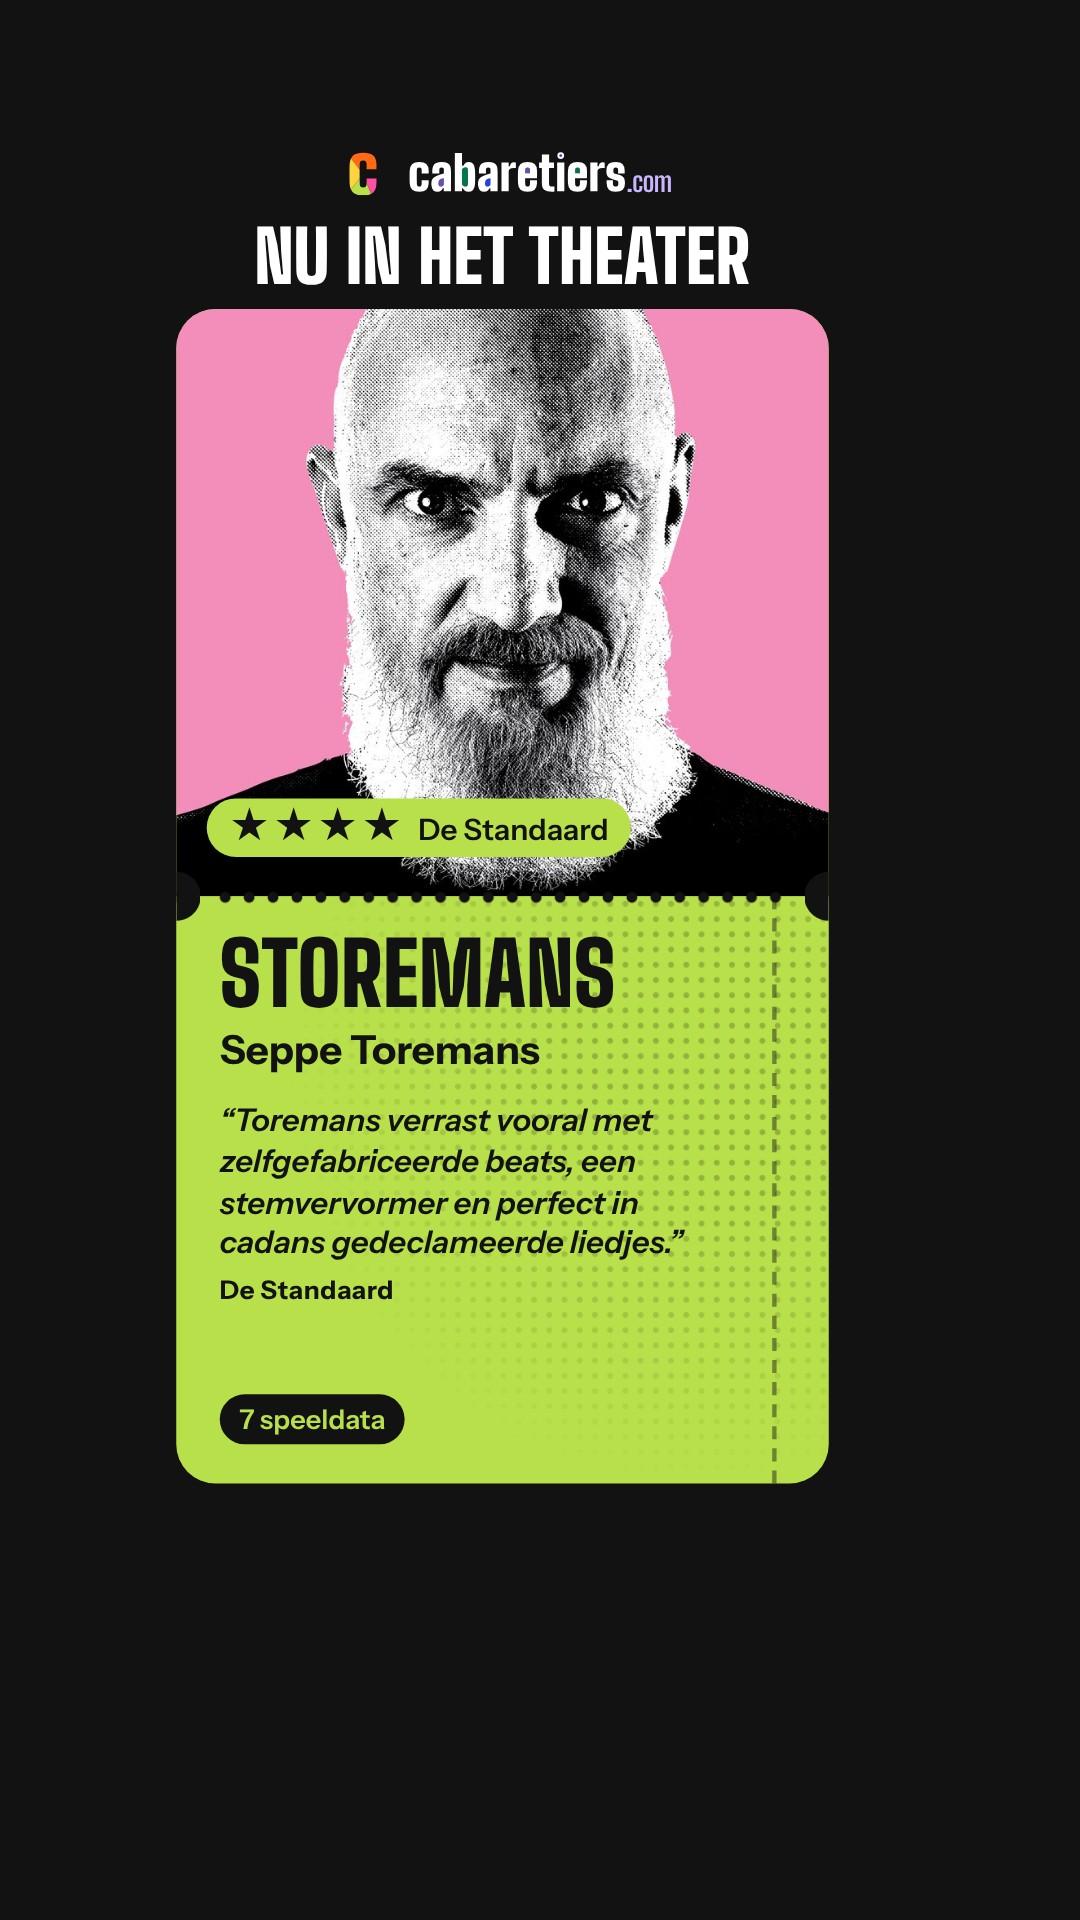 C cabaretiers.com
NU IN HET THEATER
★★★★ De Standaard
STOREMANS
Seppe Toremans
“Toremans verrast vooral met
zelfgefabriceerde beats, een
stemvervormer en perfect in
cadans gedeclameerde liedjes.”
De Standaard
7 speeldata